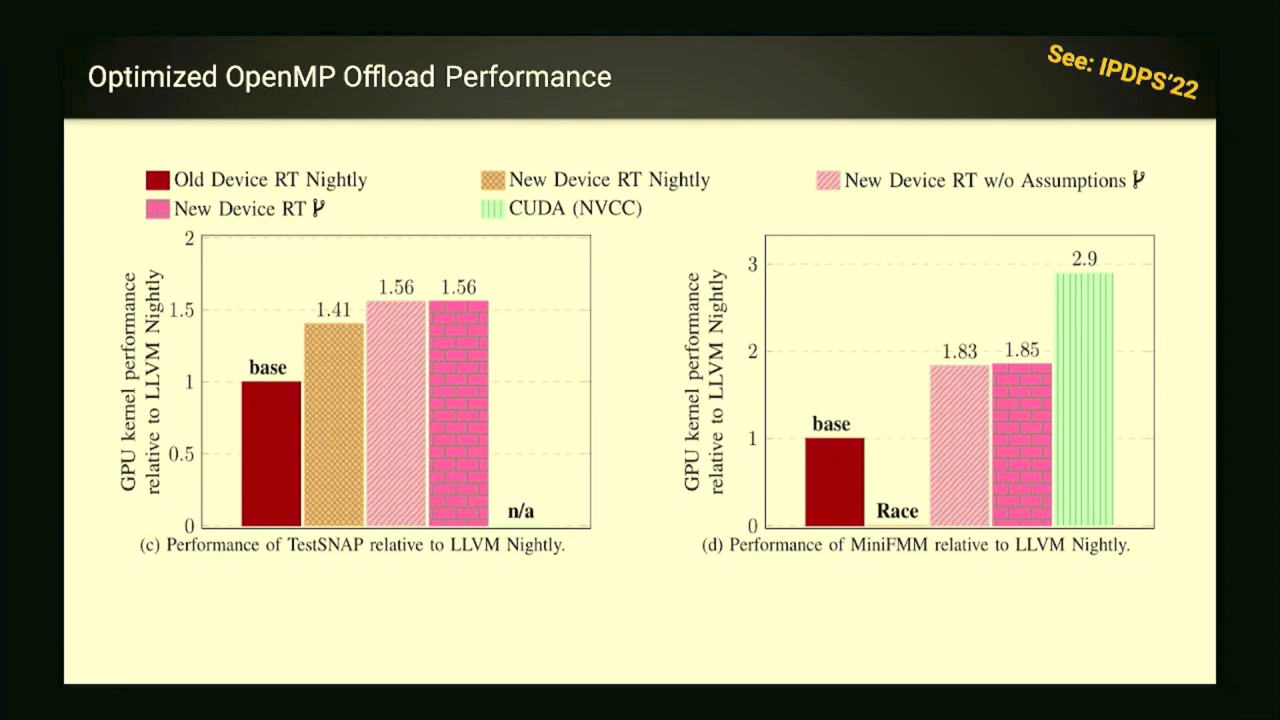 Optimized OpenMP Offload Performance
See: IPDPS'22
Old Device RT Nightly
New Device RT Nightly
New Device RT w/o Assumptions
New Device RT
CUDA (NVCC)
GPU kernel performance
relative to LLVM Nightly
2
1.5
1
0.5
0
base
1.41
1.56
1.56
n/a
(c) Performance of TestSNAP relative to LLVM Nightly.
GPU kernel performance
relative to LLVM Nightly
3
2
1
0
base
Race
1.83
1.85
2.9
(d) Performance of MiniFMM relative to LLVM Nightly.